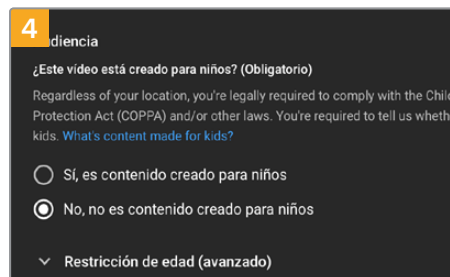 4
diencia
¿Este vídeo está creado para niños? (Obligatorio)
Regardless of your location, you're legally required to comply with the Chil
Protection Act (COPPA) and/or other laws. You're required to tell us wheth
kids. What's content made for kids?
Sí, es contenido creado para niños
No, no es contenido creado para niños
Restricción de edad (avanzado)